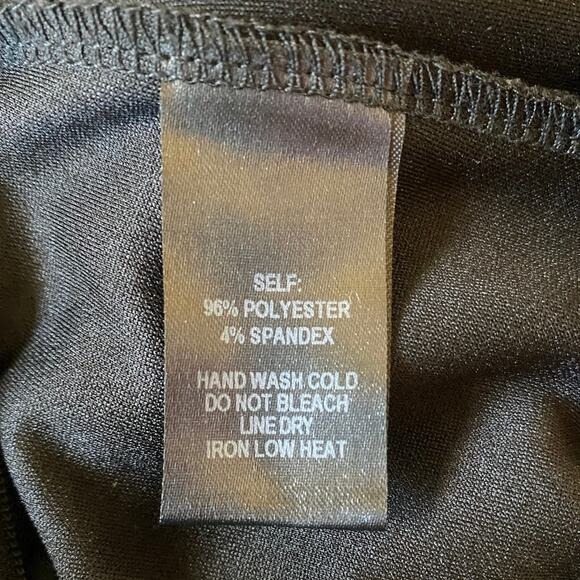 SELF:
96% POLYESTER
4% SPANDEX
HAND WASH COLD
DO NOT BLEACH
LINE DRY
IRON LOW HEAT